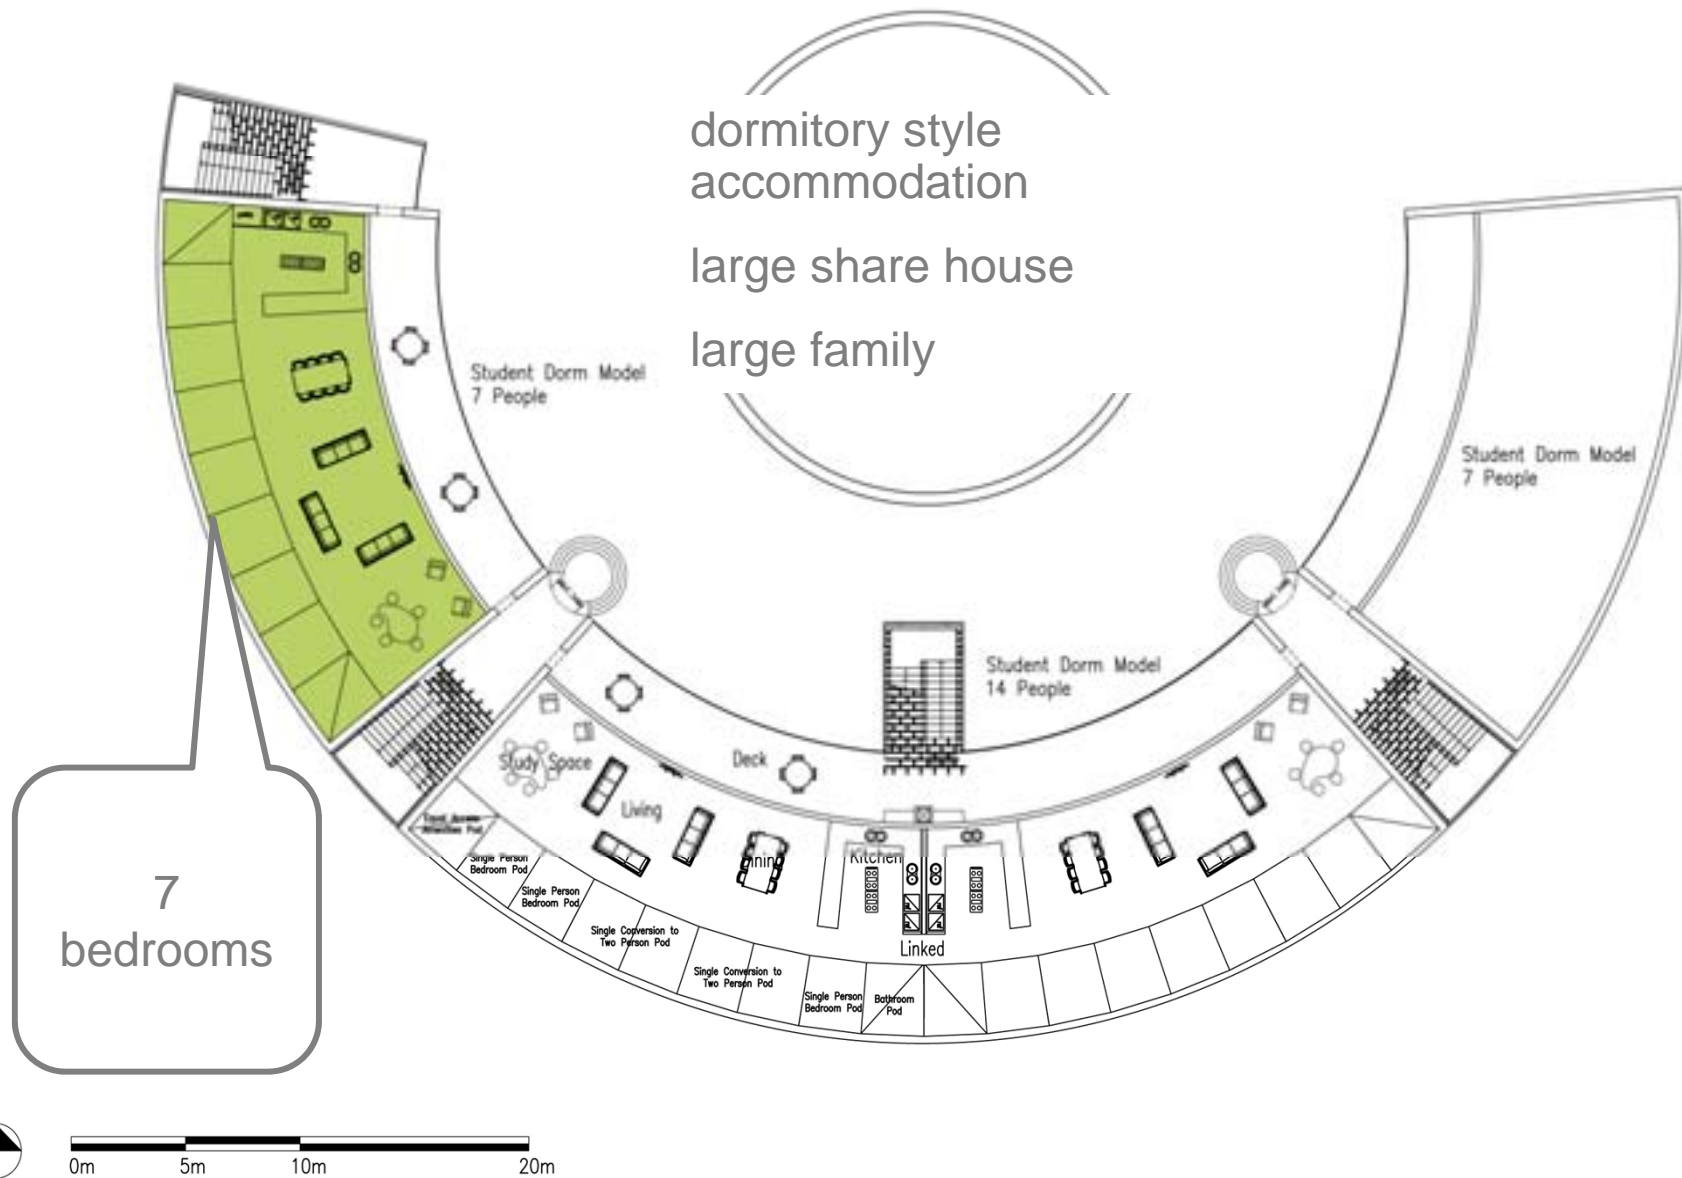 dormitory style
accommodation
large share house
large family
Student Dorm Model
7 People
Student Dorm Model
7 People
Student Dorm Model
14 People
Study Space
Deck
Living
Kitchen
Linked
Single Person
Bedroom Pod
Single Person
Bedroom Pod
Single Conversion to
Two Person Pod
Single Conversion to
Two Person Pod
Single Person
Bedroom Pod
Bathroom
Pod
7
bedrooms
0m 5m 10m 20m